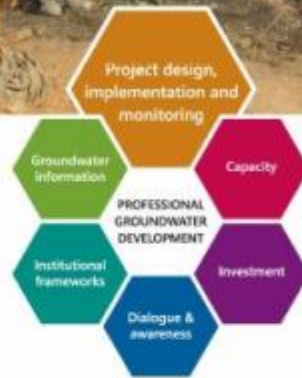 Project design,
implementation and
monitoring
Groundwater
information
Capacity
PROFESSIONAL
GROUNDWATER
DEVELOPMENT
Institutional
frameworks
Investment
Dialogue &
awareness